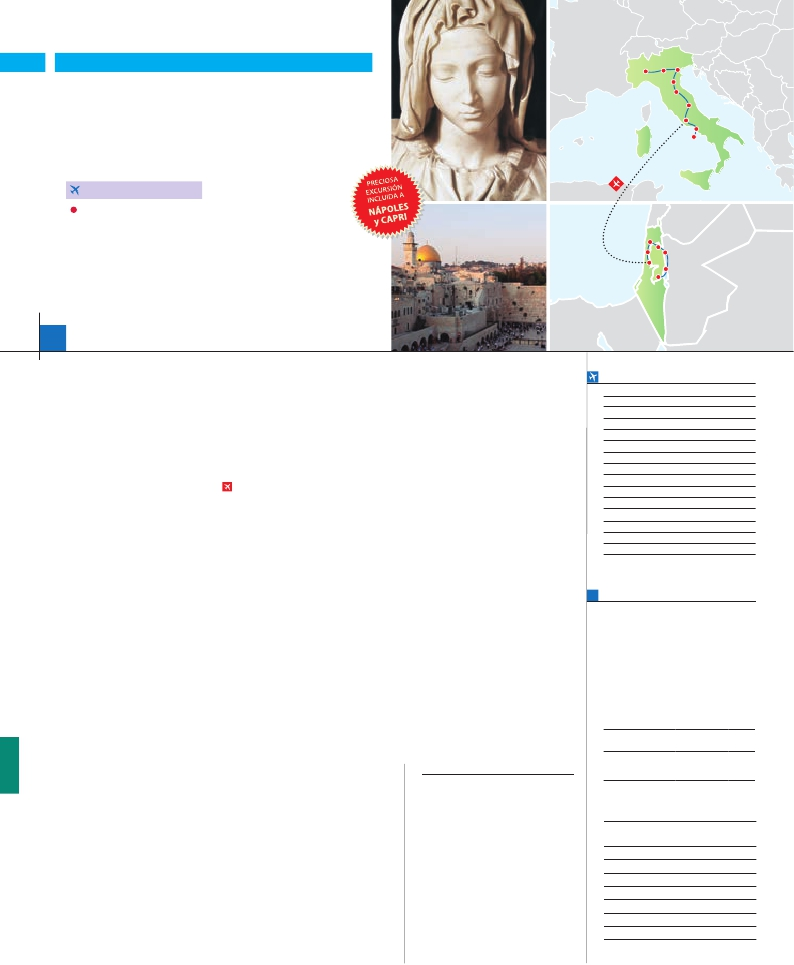 PRECIOSA
EXCURSIÓN
INCLUIDA A
NÁPOLES
y CAPRI